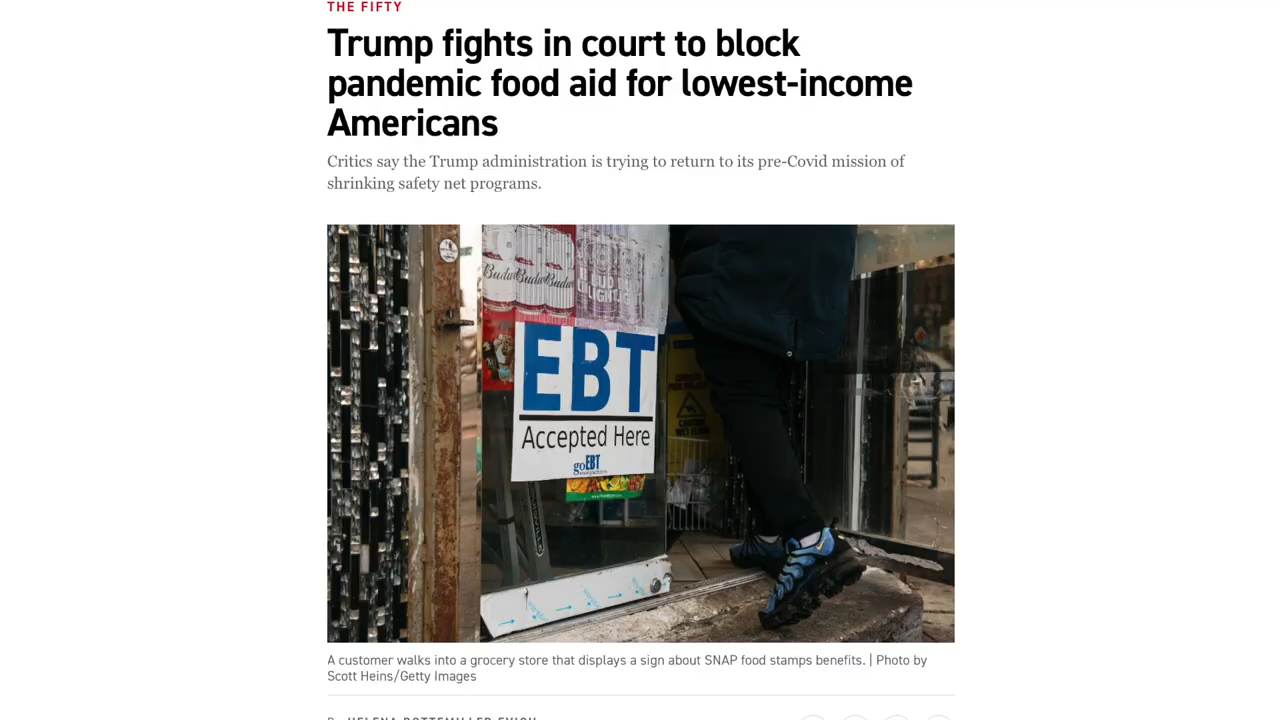 THE FIFTY
Trump fights in court to block
pandemic food aid for lowest-income
Americans
Critics say the Trump administration is trying to return to its pre-Covid mission of
shrinking safety net programs.
EBT
Accepted Here
goEBT
A customer walks into a grocery store that displays a sign about SNAP food stamps benefits. | Photo by
Scott Heins/Getty Images